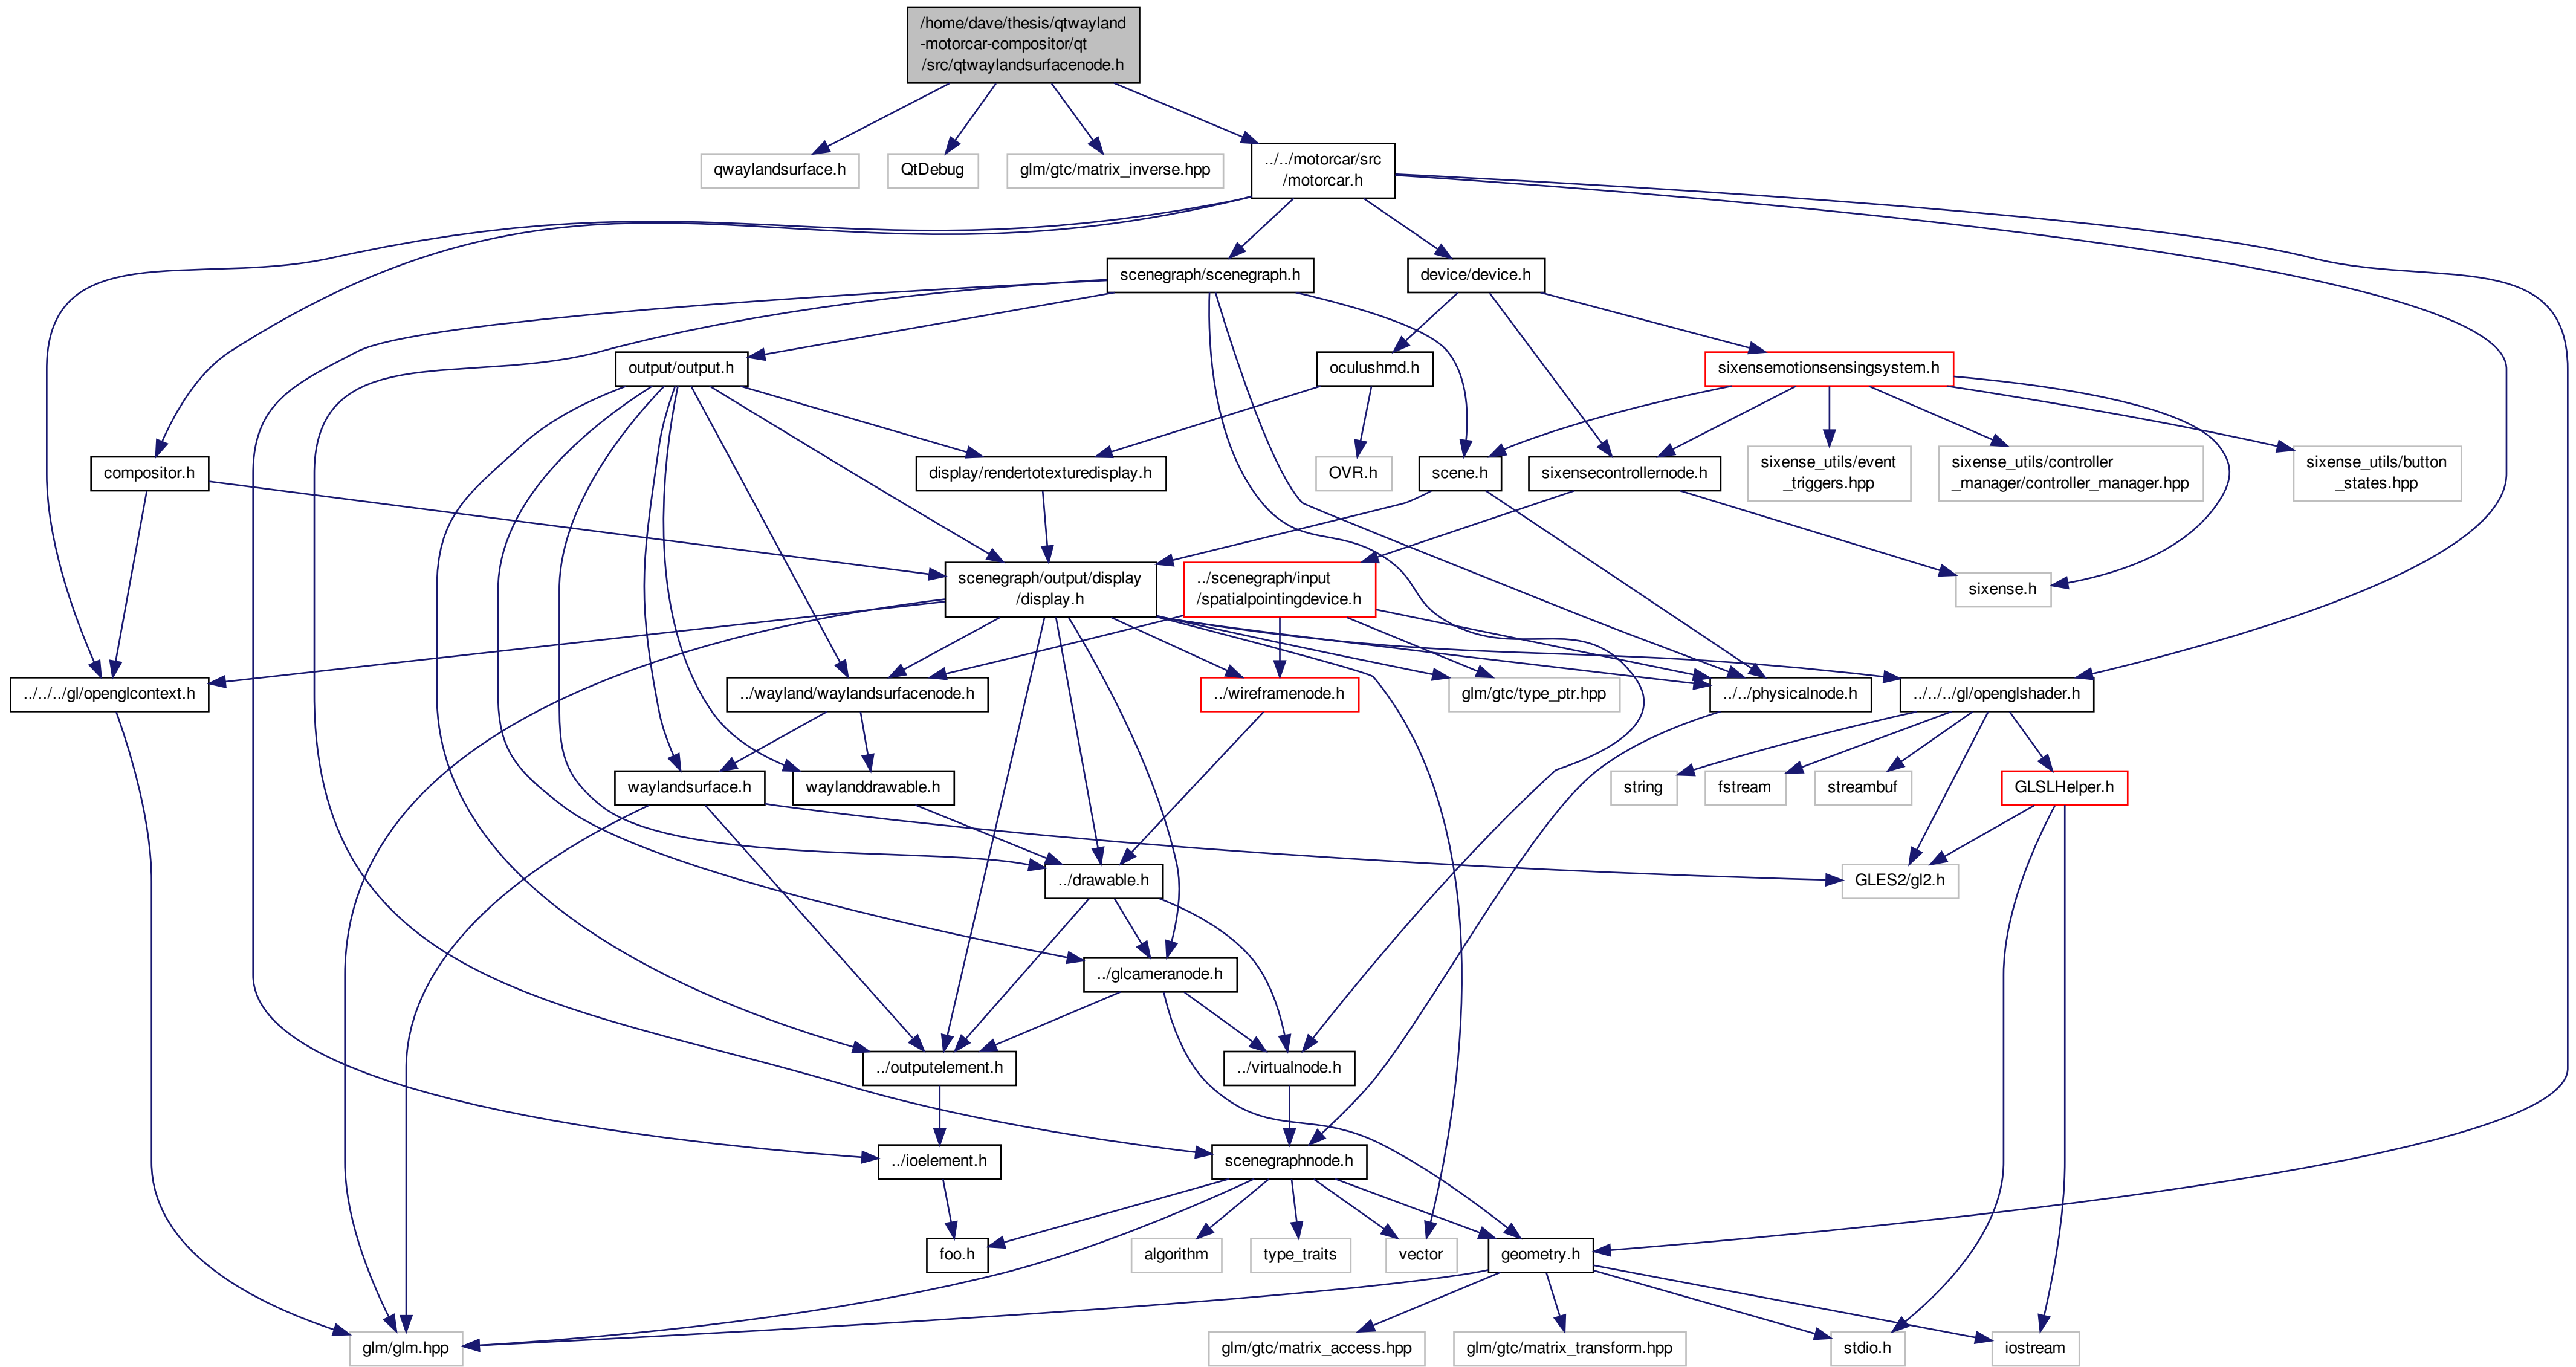 /home/dave/thesis/qtwayland
-motorcar-compositor/qt
/src/qtwaylandsurfacenode.h
qwaylandsurface.h
QtDebug
glm/gtc/matrix_inverse.hpp
../../motorcar/src
/motorcar.h
scenegraph/scenegraph.h
device/device.h
output/output.h
oculushmd.h
sixensemotionsensingsystem.h
compositor.h
display/rendertotexturedisplay.h
OVR.h
scene.h
sixensecontrollernode.h
sixense_utils/event
_triggers.hpp
sixense_utils/controller
_manager/controller_manager.hpp
sixense_utils/button
_states.hpp
scenegraph/output/display
/display.h
../scenegraph/input
/spatialpointingdevice.h
sixense.h
../../../gl/openglcontext.h
../wayland/waylandsurfacenode.h
../wireframenode.h
glm/gtc/type_ptr.hpp
../../physicalnode.h
../../../gl/openglshader.h
waylandsurface.h
waylanddrawable.h
string
fstream
streambuf
GLSLHelper.h
../drawable.h
GLES2/gl2.h
../glcameranode.h
../outputelement.h
../virtualnode.h
../ioelement.h
scenegraphnode.h
foo.h
algorithm
type_traits
vector
geometry.h
glm/glm.hpp
glm/gtc/matrix_access.hpp
glm/gtc/matrix_transform.hpp
stdio.h
iostream